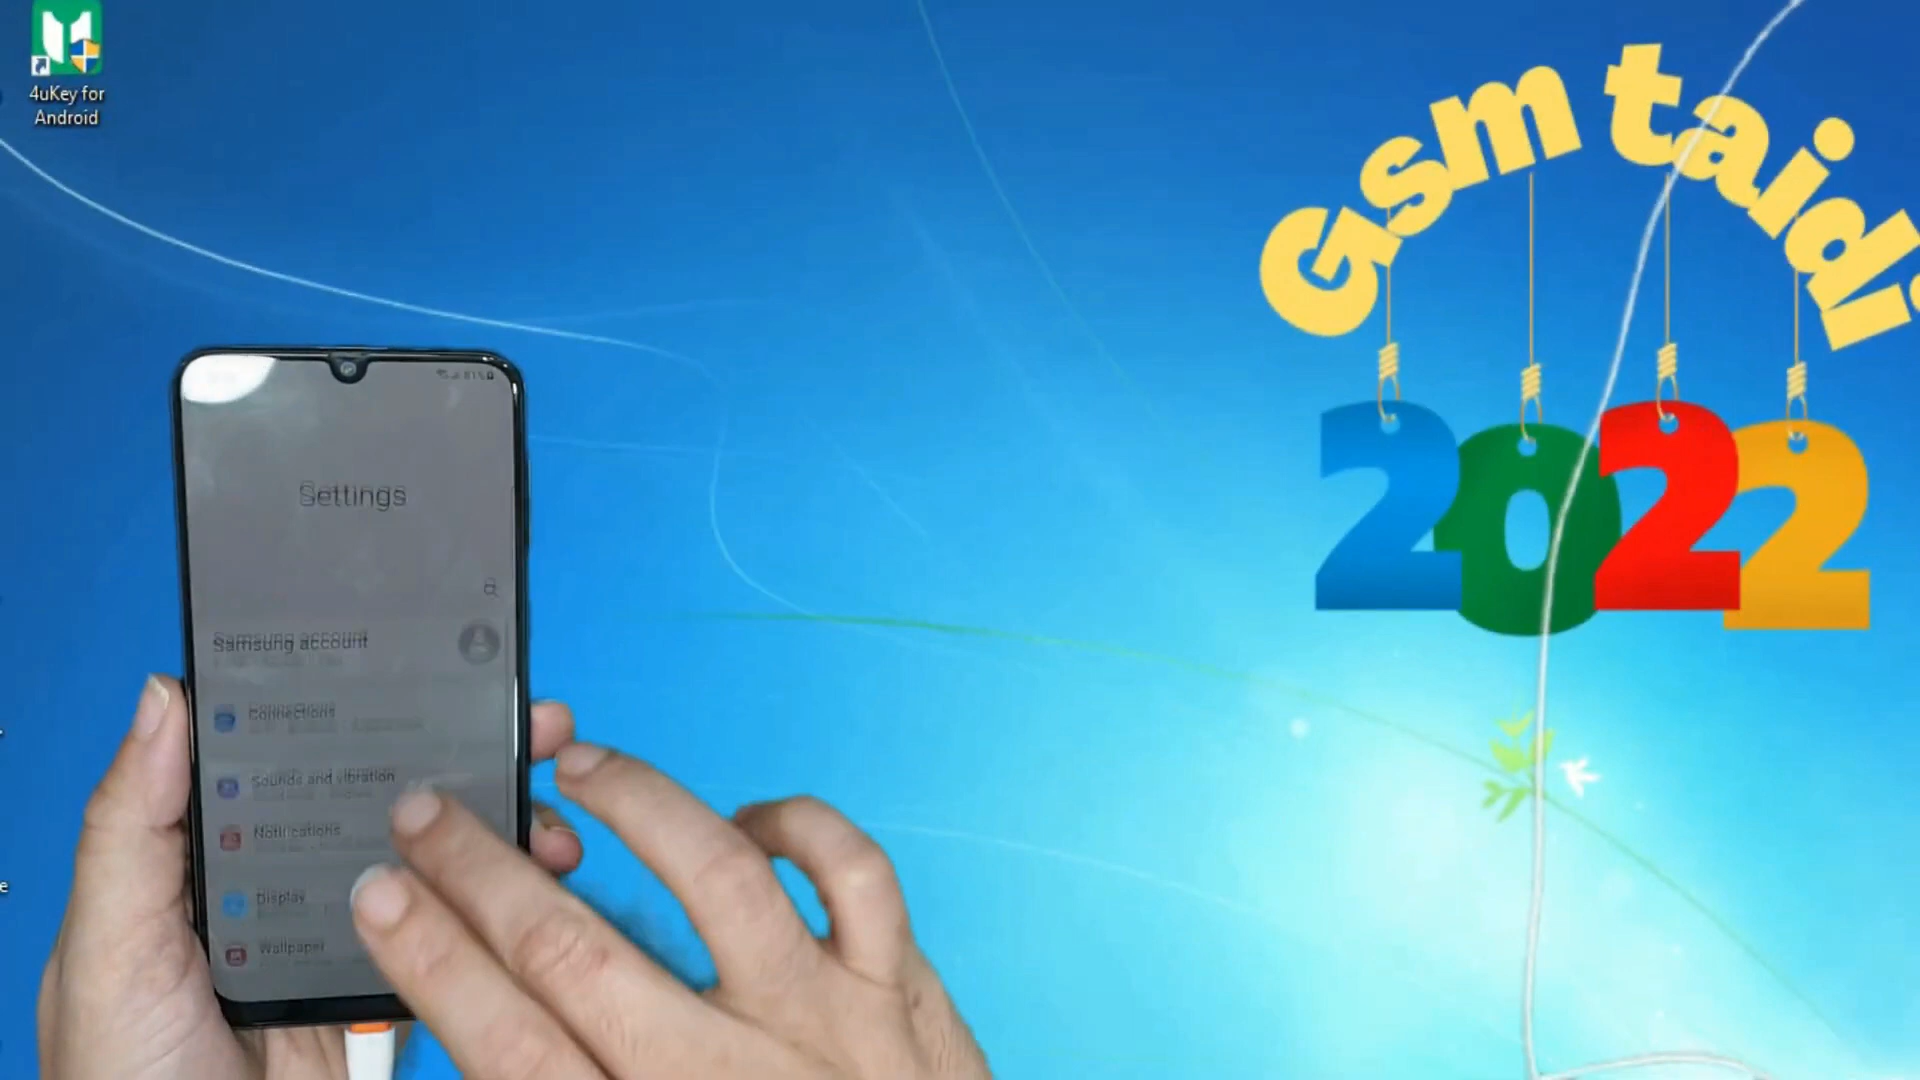 4uKey for
Android
Gsm taidi
2022
Settings
Samsung account
Connections
Sounds and vibration
Notifications
Display
Wallpaper